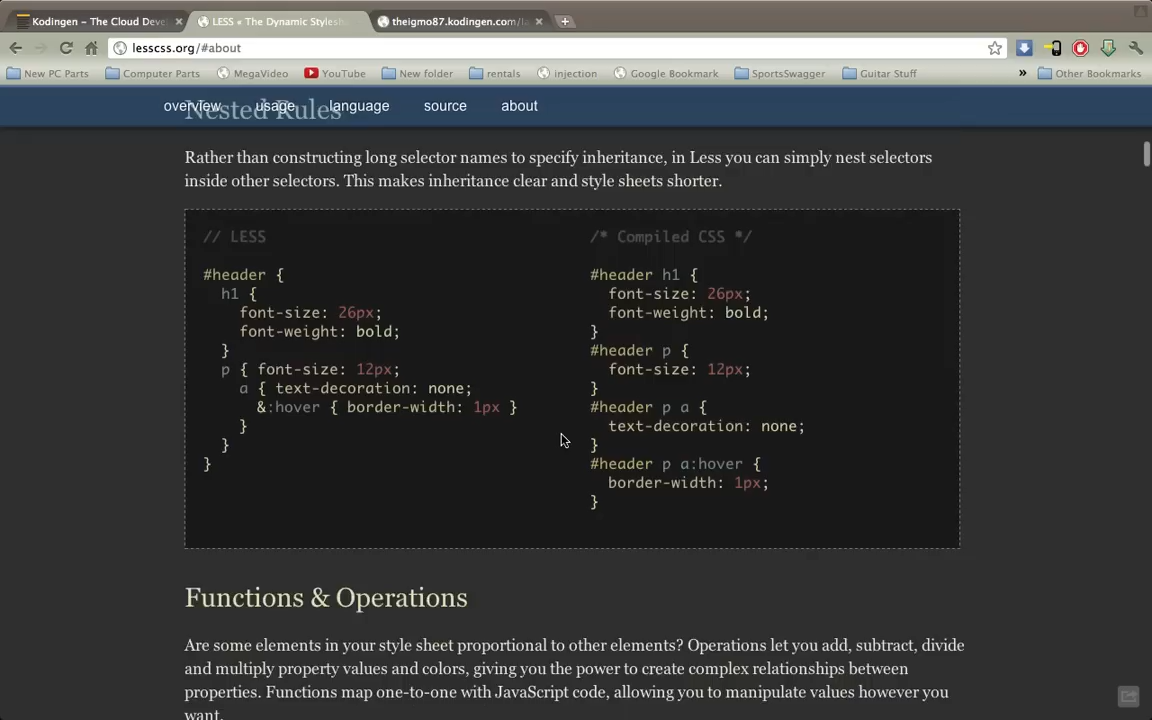 Kodingen – The Cloud Deve
LESS « The Dynamic Stylesh
theigmo87.kodingen.com/la
lesscss.org/#about
New PC Parts
Computer Parts
MegaVideo
YouTube
New folder
rentals
injection
Google Bookmark
SportsSwagger
Guitar Stuff
»
Other Bookmarks
overview
usage
language
source
about
Nested Rules
Rather than constructing long selector names to specify inheritance, in Less you can simply nest selectors
inside other selectors. This makes inheritance clear and style sheets shorter.
// LESS
#header {
h1 {
font-size: 26px;
font-weight: bold;
}
p { font-size: 12px;
a { text-decoration: none;
&:hover { border-width: 1px }
}
}
}
/* Compiled CSS */
#header h1 {
font-size: 26px;
font-weight: bold;
}
#header p {
font-size: 12px;
}
#header p a {
text-decoration: none;
}
#header p a:hover {
border-width: 1px;
}
Functions & Operations
Are some elements in your style sheet proportional to other elements? Operations let you add, subtract, divide
and multiply property values and colors, giving you the power to create complex relationships between
properties. Functions map one-to-one with JavaScript code, allowing you to manipulate values however you
want.